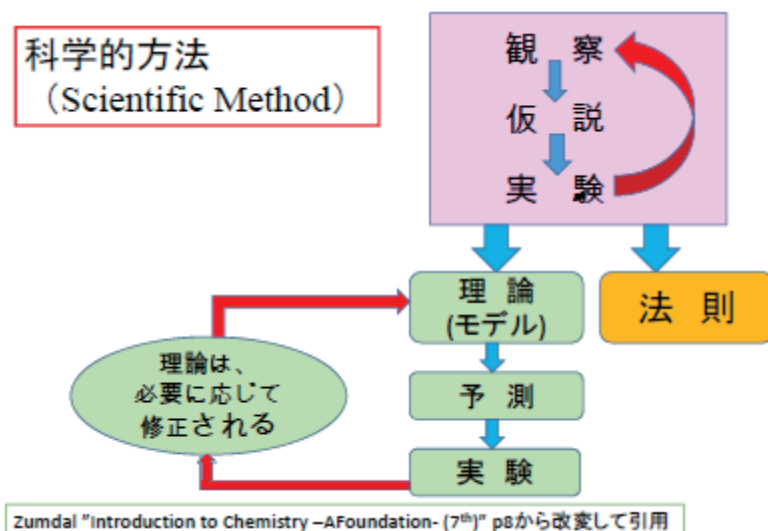 科学的方法
（Scientific Method）
観 察
仮 説
実 験
理 論
(モデル)
法 則
理論は、
必要に応じて
修正される
予 測
実 験
Zumdal "Introduction to Chemistry –AFoundation- (7th)" p8から改変して引用